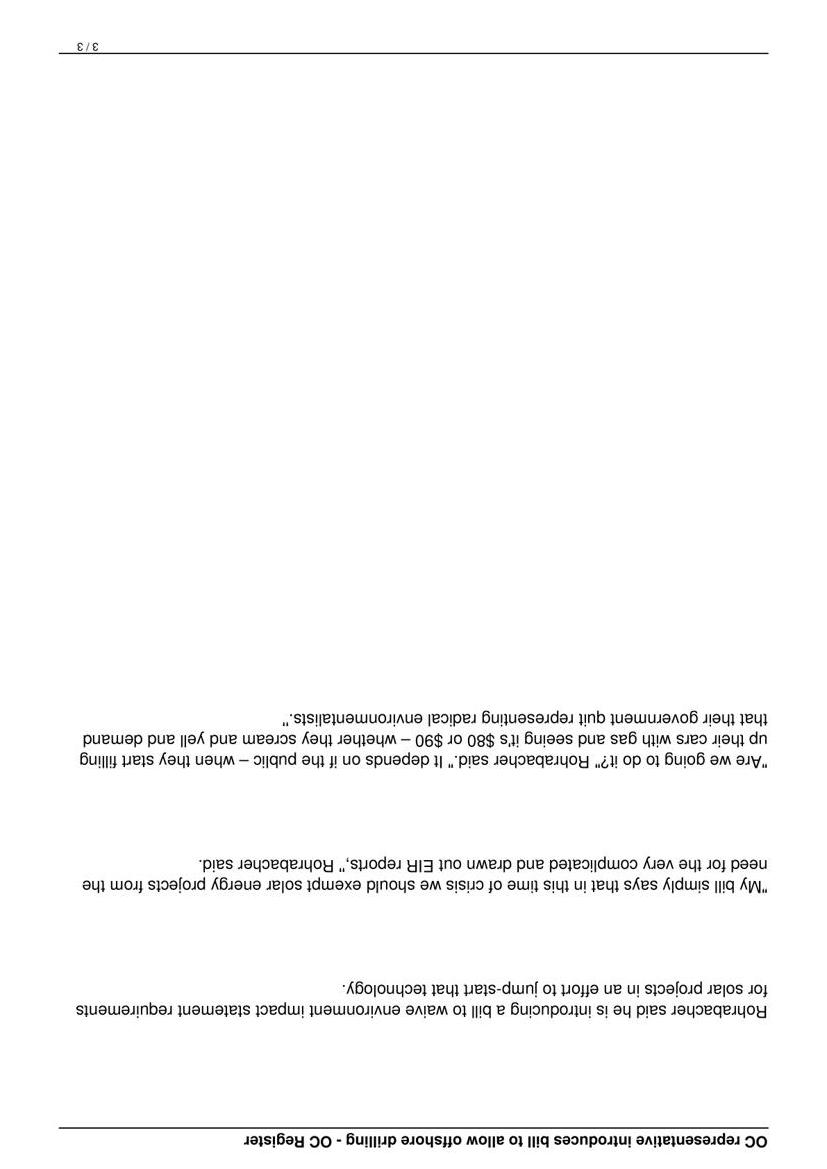 OC representative introduces bill to allow offshore drilling - OC Register
Rohrabacher said he is introducing a bill to waive environment impact statement requirements
for solar projects in an effort to jump-start that technology.
"My bill simply says that in this time of crisis we should exempt solar energy projects from the
need for the very complicated and drawn out EIR reports," Rohrabacher said.
"Are we going to do it?" Rohrabacher said." It depends on if the public – when they start filling
up their cars with gas and seeing it's $80 or $90 – whether they scream and yell and demand
that their government quit representing radical environmentalists."
3 / 3